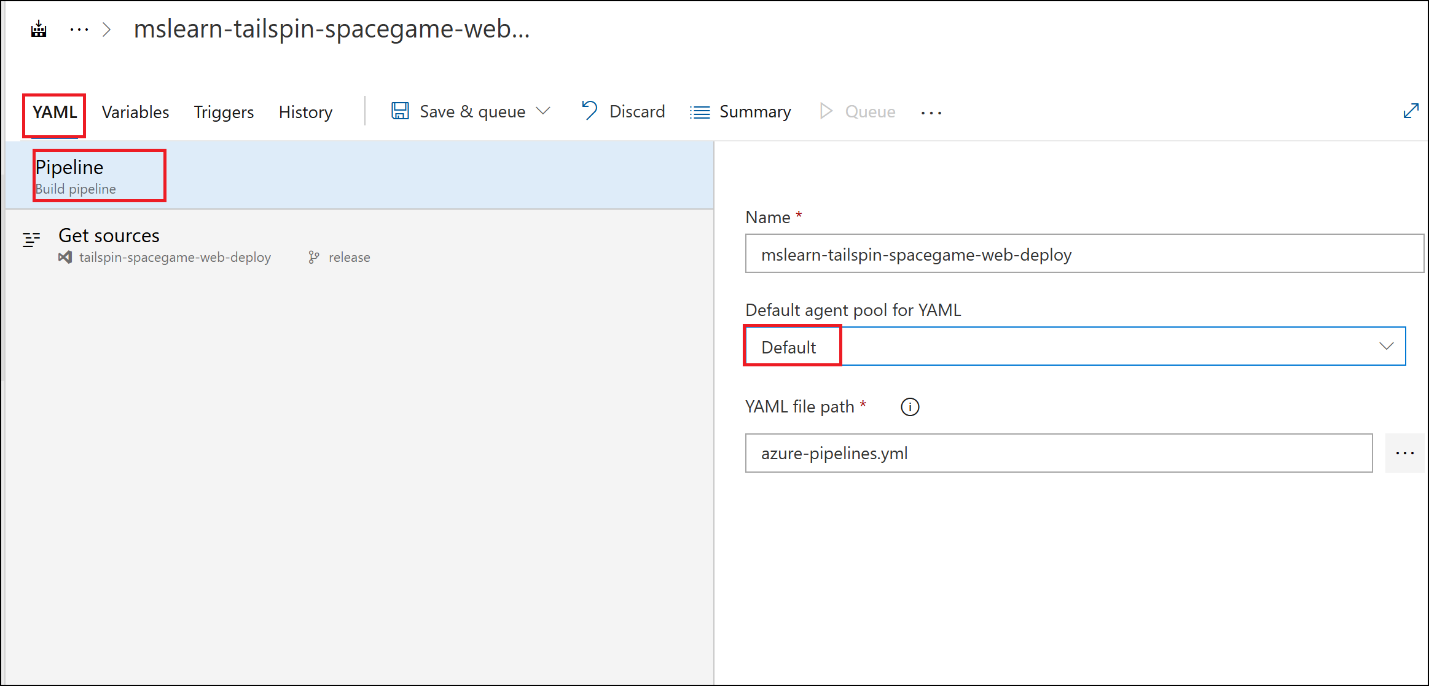 ··· > mslearn-tailspin-spacegame-web...
YAML Variables Triggers History Save & queue Discard Summary Queue ...
Pipeline
Build pipeline
Get sources
tailspin-spacegame-web-deploy release
Name *
mslearn-tailspin-spacegame-web-deploy
Default agent pool for YAML
Default
YAML file path *
azure-pipelines.yml ...